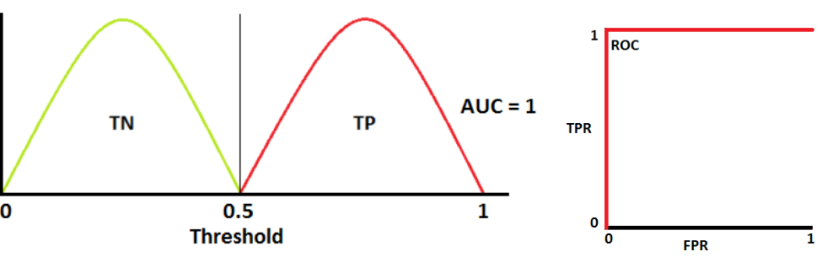 TN
TP
AUC = 1
0
0.5
1
Threshold
1
ROC
TPR
0
0
FPR
1